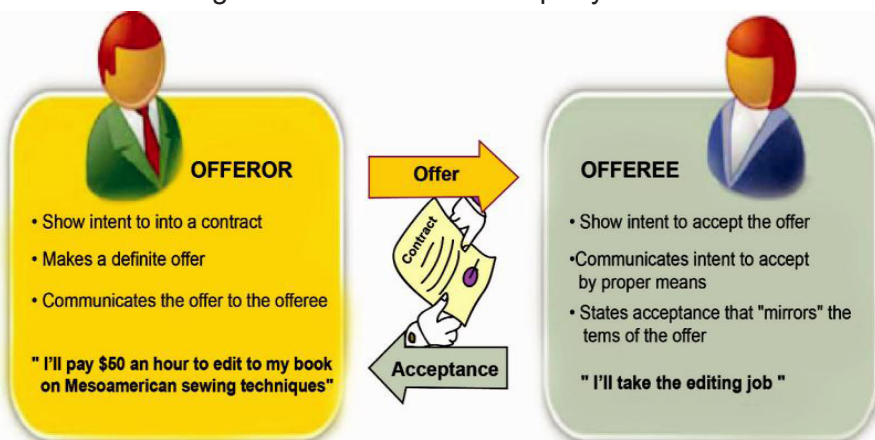 OFFEROR
• Show intent to into a contract
• Makes a definite offer
• Communicates the offer to the offeree
" I'll pay $50 an hour to edit to my book
on Mesoamerican sewing techniques"
Offer
Contract
Acceptance
OFFEREE
• Show intent to accept the offer
•Communicates intent to accept
by proper means
• States acceptance that "mirrors" the
tems of the offer
" I'll take the editing job "